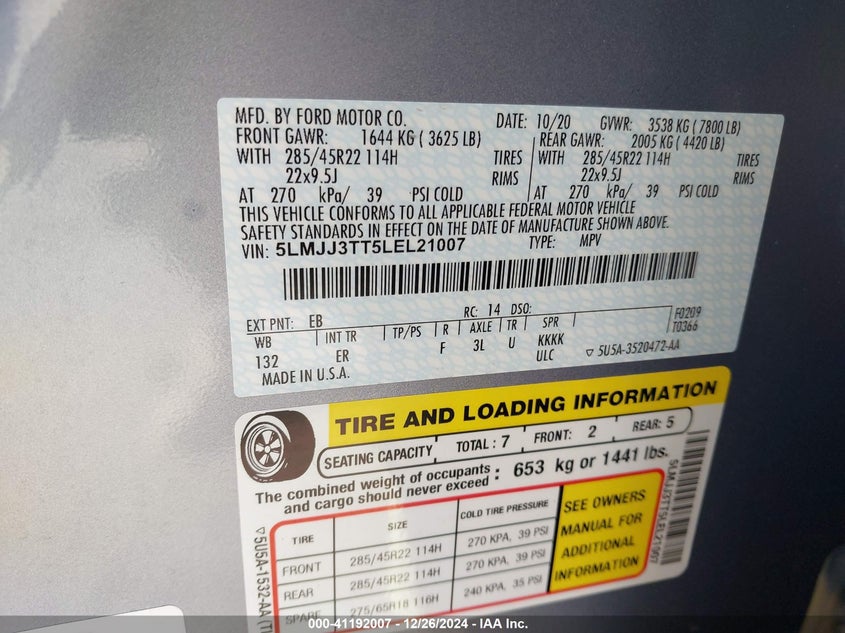 MFD. BY FORD MOTOR CO. DATE: 10/20 GVWR: 3538 KG ( 7800 LB)
FRONT GAWR: 1644 KG ( 3625 LB) REAR GAWR: 2005 KG ( 4420 LB)
WITH 285/45R22 114H TIRES WITH 285/45R22 114H TIRES
22x9.5J RIMS 22x9.5J RIMS
AT 270 kPa/ 39 PSI COLD AT 270 kPa/ 39 PSI COLD
THIS VEHICLE CONFORMS TO ALL APPLICABLE FEDERAL MOTOR VEHICLE
SAFETY STANDARDS IN EFFECT ON THE DATE OF MANUFACTURE SHOWN ABOVE.
VIN: 5LMJJ3TT5LEL21007 TYPE: MPV
EXT PNT: EB RC: 14 DSO: F0209
WB INT TR TP/PS R AXLE TR SPR T0366
132 ER F 3L U KKKK
ULC ▽ 5U5A-3520472-AA
MADE IN U.S.A.
TIRE AND LOADING INFORMATION
SEATING CAPACITY TOTAL : 7 FRONT: 2 REAR: 5
The combined weight of occupants and cargo should never exceed : 653 kg or 1441 lbs.
TIRE SIZE COLD TIRE PRESSURE
FRONT 285/45R22 114H 270 KPA, 39 PSI
REAR 285/45R22 114H 270 KPA, 39 PSI
SPARE 275/65R18 116H 240 KPA, 35 PSI
SEE OWNERS
MANUAL FOR
ADDITIONAL
INFORMATION
5LMJJ3TT5LEL21007
▽5U5A-1532-AA
000-41192007 - 12/26/2024 - IAA Inc.